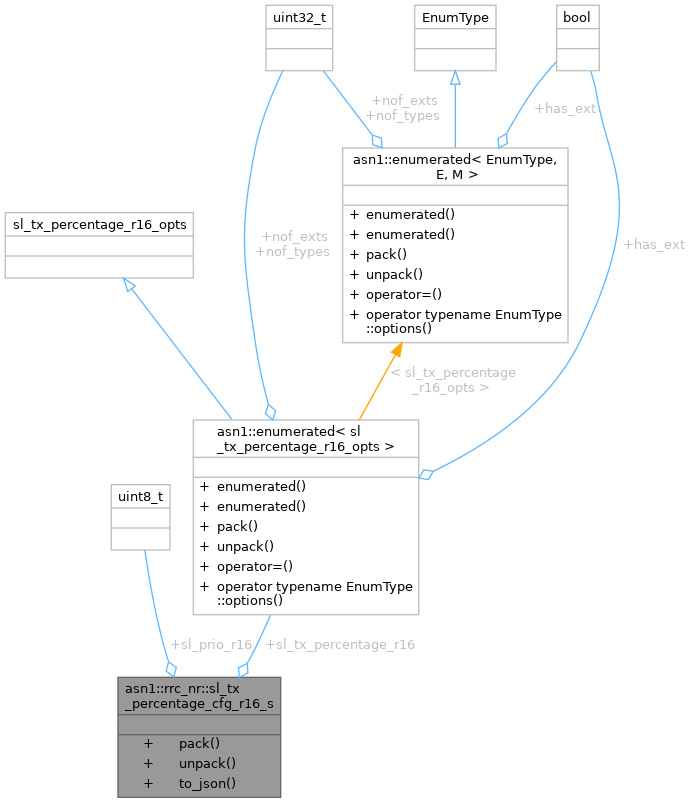 uint32_t
EnumType
bool
+nof_exts
+nof_types
+has_ext
asn1::enumerated< EnumType,
E, M >
+ enumerated()
+ enumerated()
+ pack()
+ unpack()
+ operator=()
+ operator typename EnumType
::options()
sl_tx_percentage_r16_opts
+nof_exts
+nof_types
+has_ext
< sl_tx_percentage
_r16_opts >
asn1::enumerated< sl
_tx_percentage_r16_opts >
+ enumerated()
+ enumerated()
+ pack()
+ unpack()
+ operator=()
+ operator typename EnumType
::options()
uint8_t
+sl_prio_r16
+sl_tx_percentage_r16
asn1::rrc_nr::sl_tx
_percentage_cfg_r16_s
+ pack()
+ unpack()
+ to_json()